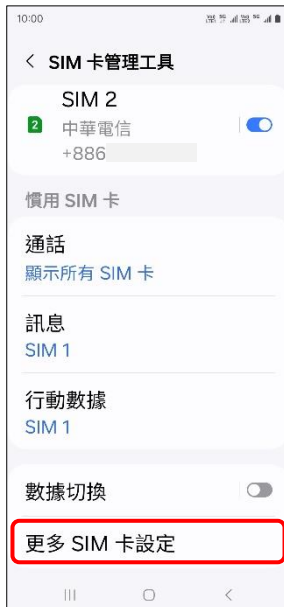 10:00
SIM 卡管理工具
SIM 2
2
中華電信
+886
慣用 SIM 卡
通話
顯示所有 SIM 卡
訊息
SIM 1
行動數據
SIM 1
數據切換
更多 SIM 卡設定